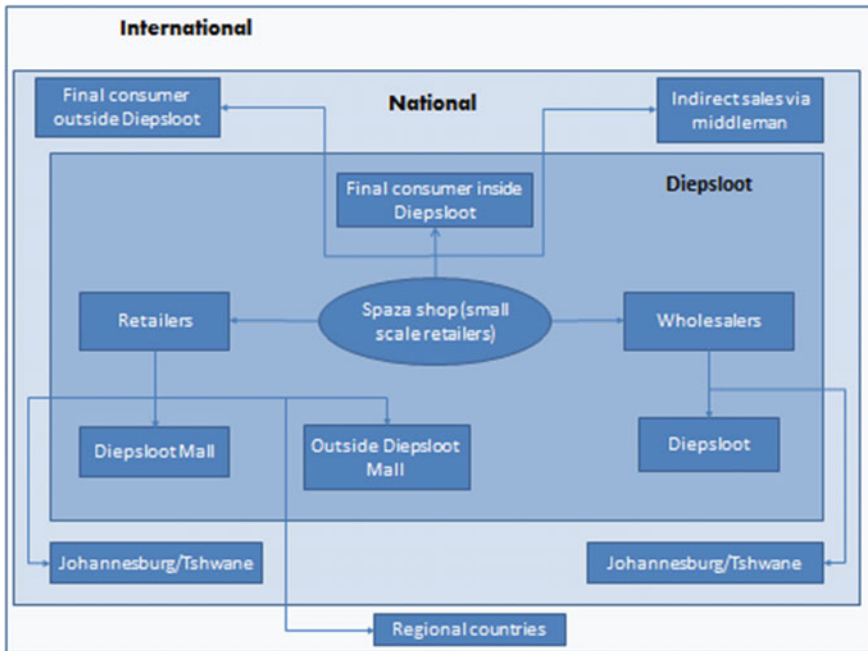 International
Final consumer
outside Diepsloot
National
Indirect sales via
middleman
Final consumer inside
Diepsloot
Diepsloot
Retailers
Spaza shop (small
scale retailers)
Wholesalers
Diepsloot Mall
Outside Diepsloot
Mall
Diepsloot
Johannesburg/Tshwane
Johannesburg/Tshwane
Regional countries